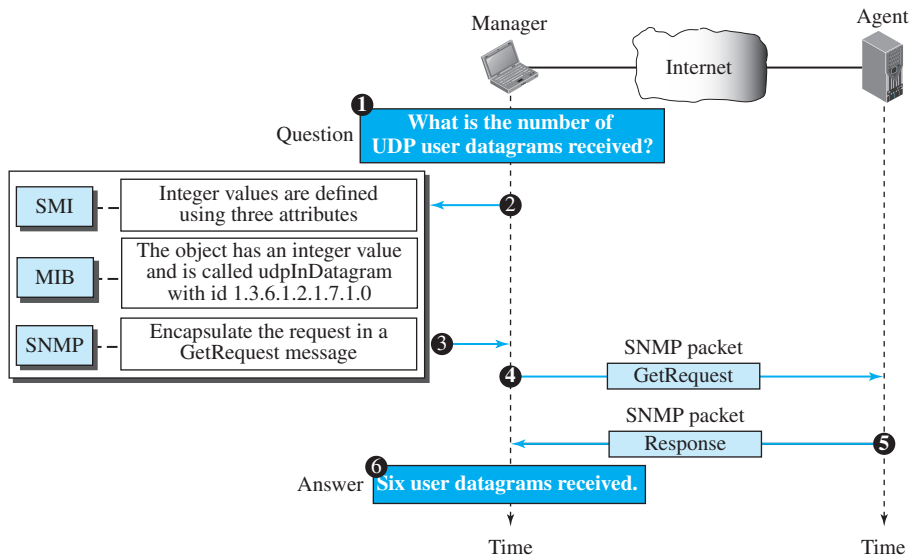 Manager
Agent
Internet
1
Question
What is the number of
UDP user datagrams received?
SMI
Integer values are defined
using three attributes
2
MIB
The object has an integer value
and is called udpInDatagram
with id 1.3.6.1.2.1.7.1.0
SNMP
Encapsulate the request in a
GetRequest message
3
SNMP packet
4
GetRequest
SNMP packet
Response
5
6
Answer
Six user datagrams received.
Time
Time